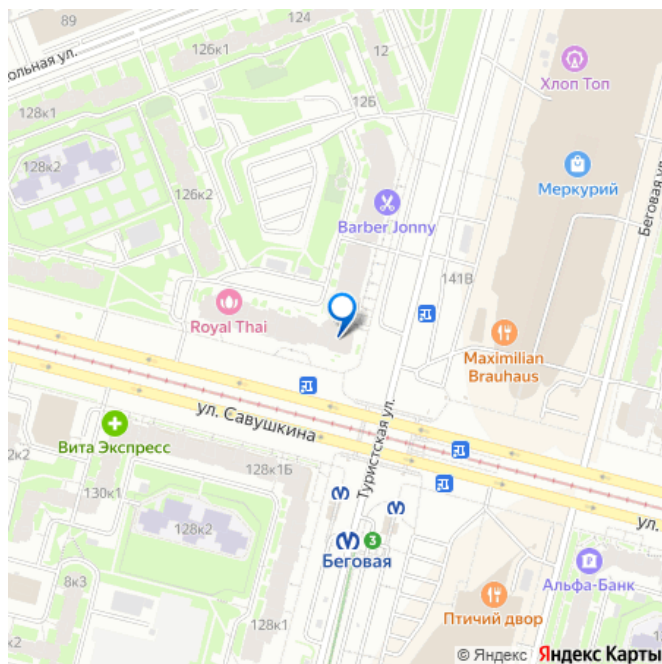 89
124
126к1
12
Хлоп Топ
ольная ул.
12Б
128к1
128к2
Меркурий
126к2
Barber Jonny
Беговая ул.
141В
Royal Thai
Maximilian
Brauhaus
Туристская ул.
ул. Савушкина
Вита Экспресс
2к2
128к1Б
130к1
128к2
ул.
3
Беговая
Альфа-Банк
8к3
Птичий двор
128к1
к2
© Яндекс Яндекс Карты